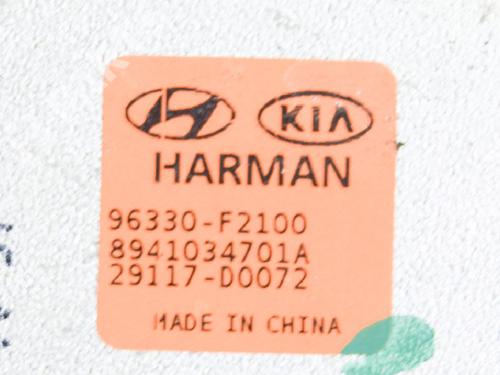 KIA
HARMAN
96330-F2100
8941034701A
29117-D0072
MADE IN CHINA